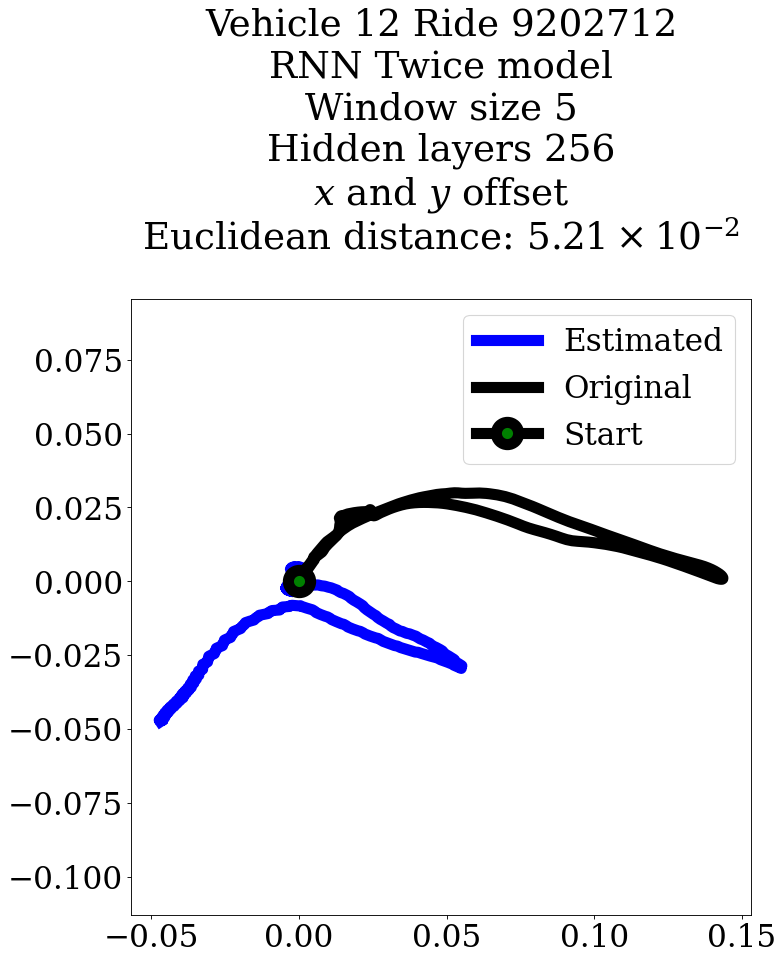 Vehicle 12 Ride 9202712
RNN Twice model
Window size 5
Hidden layers 256
x and y offset
Euclidean distance: 5.21 × 10⁻²
Estimated
Original
Start
0.075
0.050
0.025
0.000
−0.025
−0.050
−0.075
−0.100
−0.05 0.00 0.05 0.10 0.15